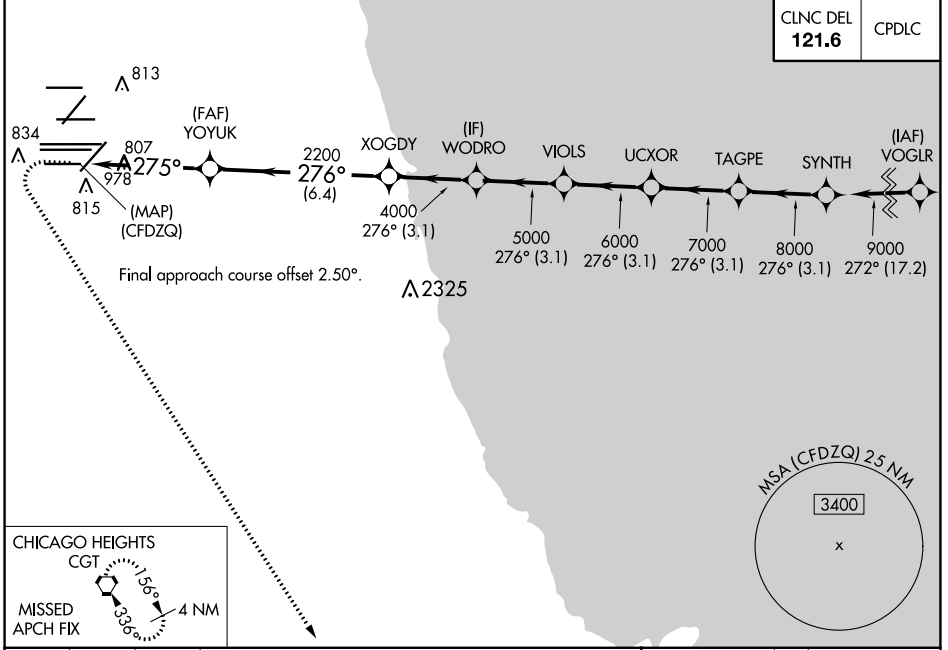 CLNC DEL
121.6
CPDLC
813
834
807
978
815
275°
(MAP)
(CFDZQ)
(FAF)
YOYUK
2200
276°
(6.4)
XOGDY
4000
276° (3.1)
(IF)
WODRO
5000
276° (3.1)
VIOLS
6000
276° (3.1)
UCXOR
7000
276° (3.1)
TAGPE
8000
276° (3.1)
SYNTH
9000
272° (17.2)
(IAF)
VOGLR
Final approach course offset 2.50°.
2325
MSA (CFDZQ) 25 NM
3400
x
CHICAGO HEIGHTS
CGT
156°
336°
4 NM
MISSED
APCH FIX